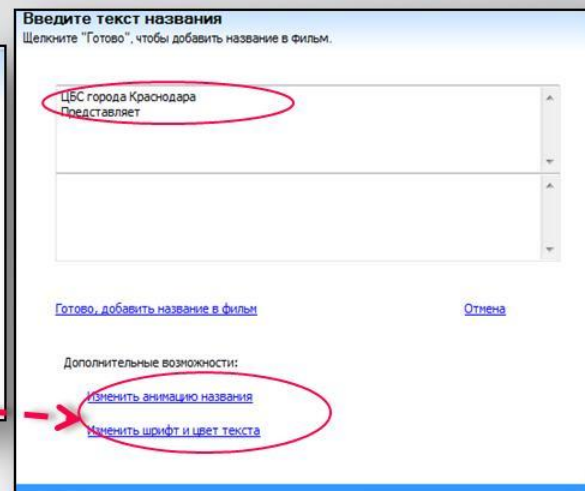 Введите текст названия
Щелкните "Готово", чтобы добавить название в фильм.
ЦБС города Краснодара
Представляет
Готово, добавить название в фильм
Отмена
Дополнительные возможности:
Изменить анимацию названия
Изменить шрифт и цвет текста